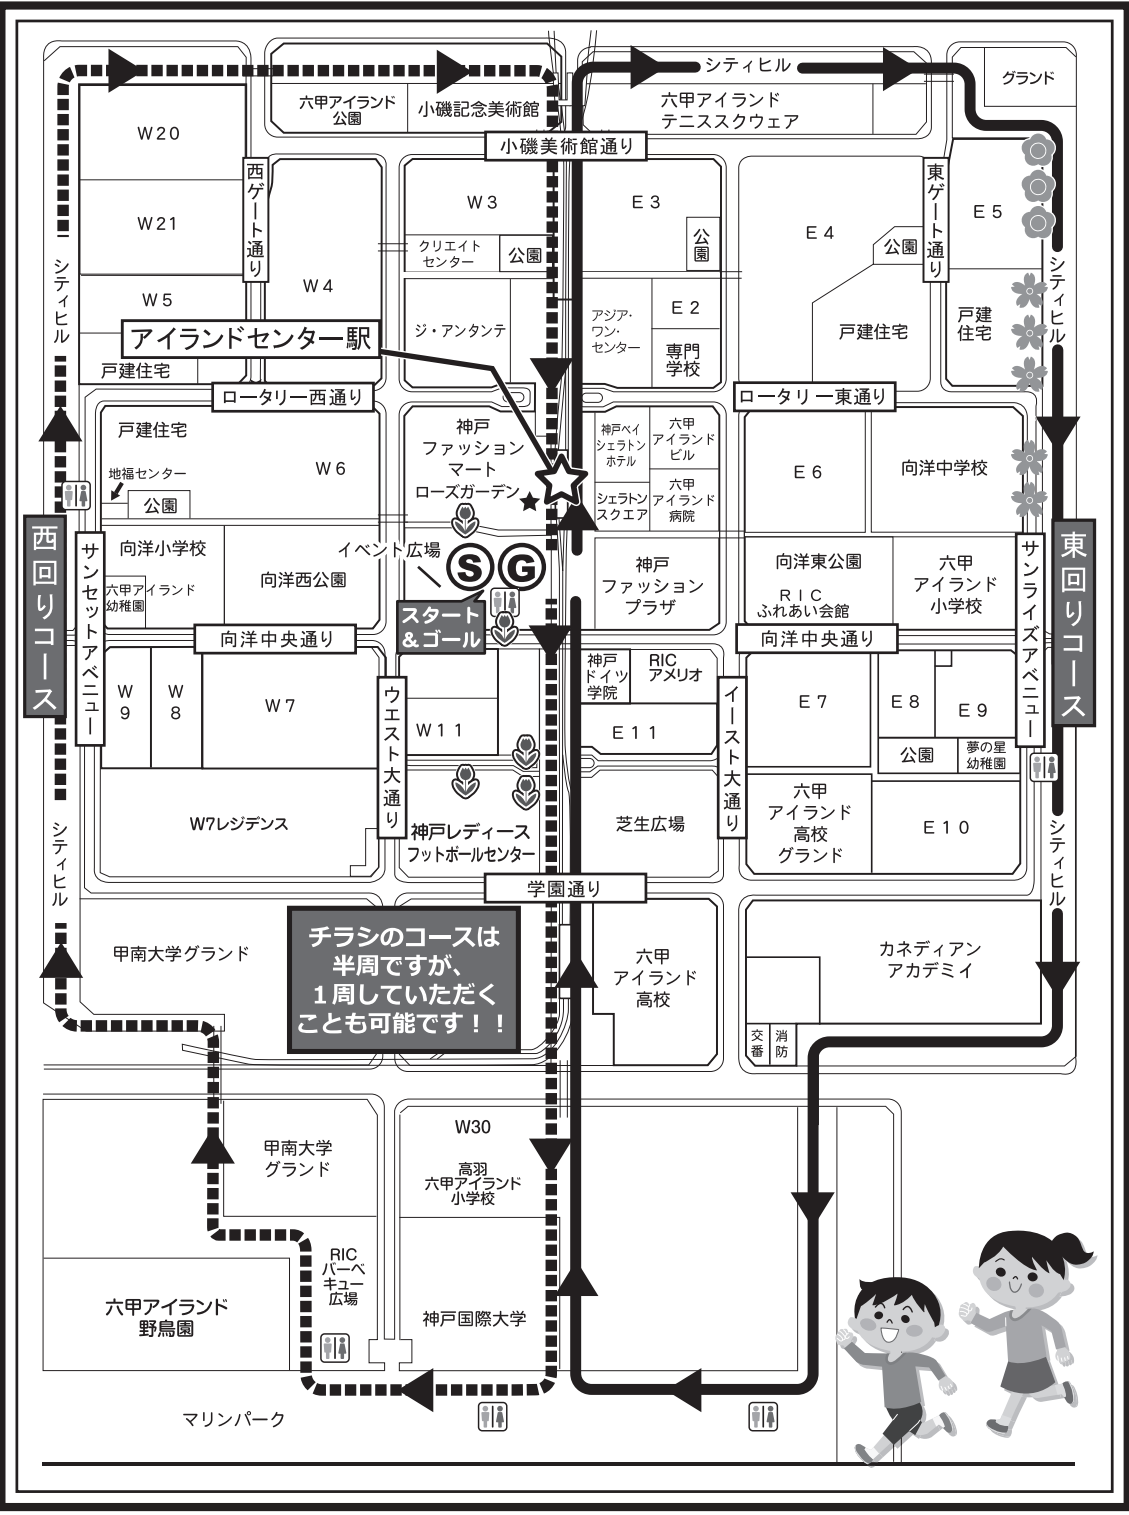 シティヒル
グランド
六甲アイランド
公園
小磯記念美術館
六甲アイランド
テニススクウェア
小磯美術館通り
W20
W21
W5
戸建住宅
西ゲート通り
W4
W3
クリエイト
センター
公園
ジ・アンタンテ
E3
公園
アジア・
ワン・
センター
E2
専門
学校
E4
公園
戸建住宅
東ゲート通り
E5
戸建
住宅
シティヒル
シティヒル
アイランドセンター駅
ロータリー西通り
ロータリー東通り
戸建住宅
地福センター
公園
W6
神戸
ファッション
マート
ローズガーデン
神戸ベイ
シェラトン
ホテル
六甲
アイランド
ビル
シェラトン
スクエア
六甲
アイランド
病院
E6
向洋中学校
西回りコース
サンセットアベニュー
向洋小学校
六甲アイランド
幼稚園
向洋西公園
イベント広場
S
G
スタート
&ゴール
神戸
ファッション
プラザ
向洋東公園
RIC
ふれあい会館
六甲
アイランド
小学校
サンライズアベニュー
東回りコース
向洋中央通り
向洋中央通り
W
9
W
8
W7
W7レジデンス
ウエスト大通り
W11
神戸レディース
フットボールセンター
神戸
ドイツ
学院
RIC
アメリオ
E11
芝生広場
イースト大通り
E7
E8
E9
公園
夢の星
幼稚園
六甲
アイランド
高校
グランド
E10
シティヒル
シティヒル
学園通り
甲南大学グランド
チラシのコースは
半周ですが、
1周していただく
ことも可能です!!
六甲
アイランド
高校
カネディアン
アカデミイ
交番
消防
甲南大学
グランド
W30
高羽
六甲アイランド
小学校
RIC
バーベ
キュー
広場
六甲アイランド
野鳥園
神戸国際大学
マリンパーク